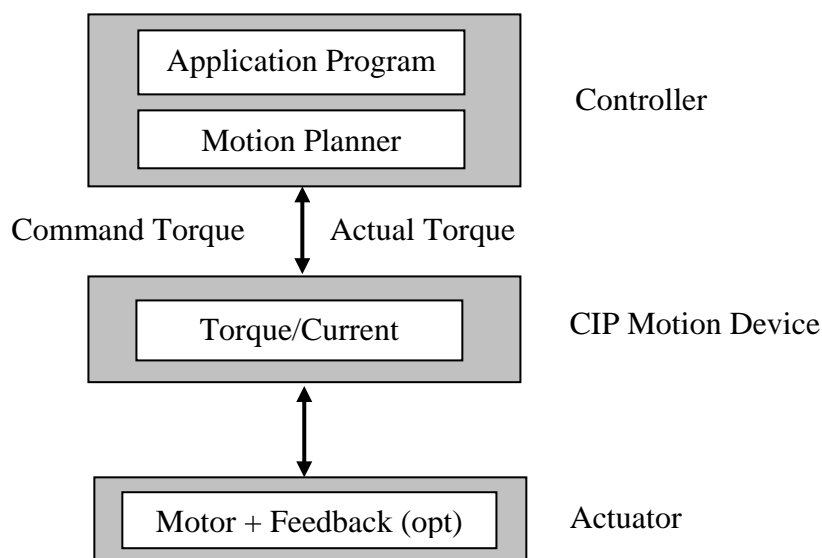 Application Program
Controller
Motion Planner
Command Torque
Actual Torque
Torque/Current
CIP Motion Device
Motor + Feedback (opt)
Actuator